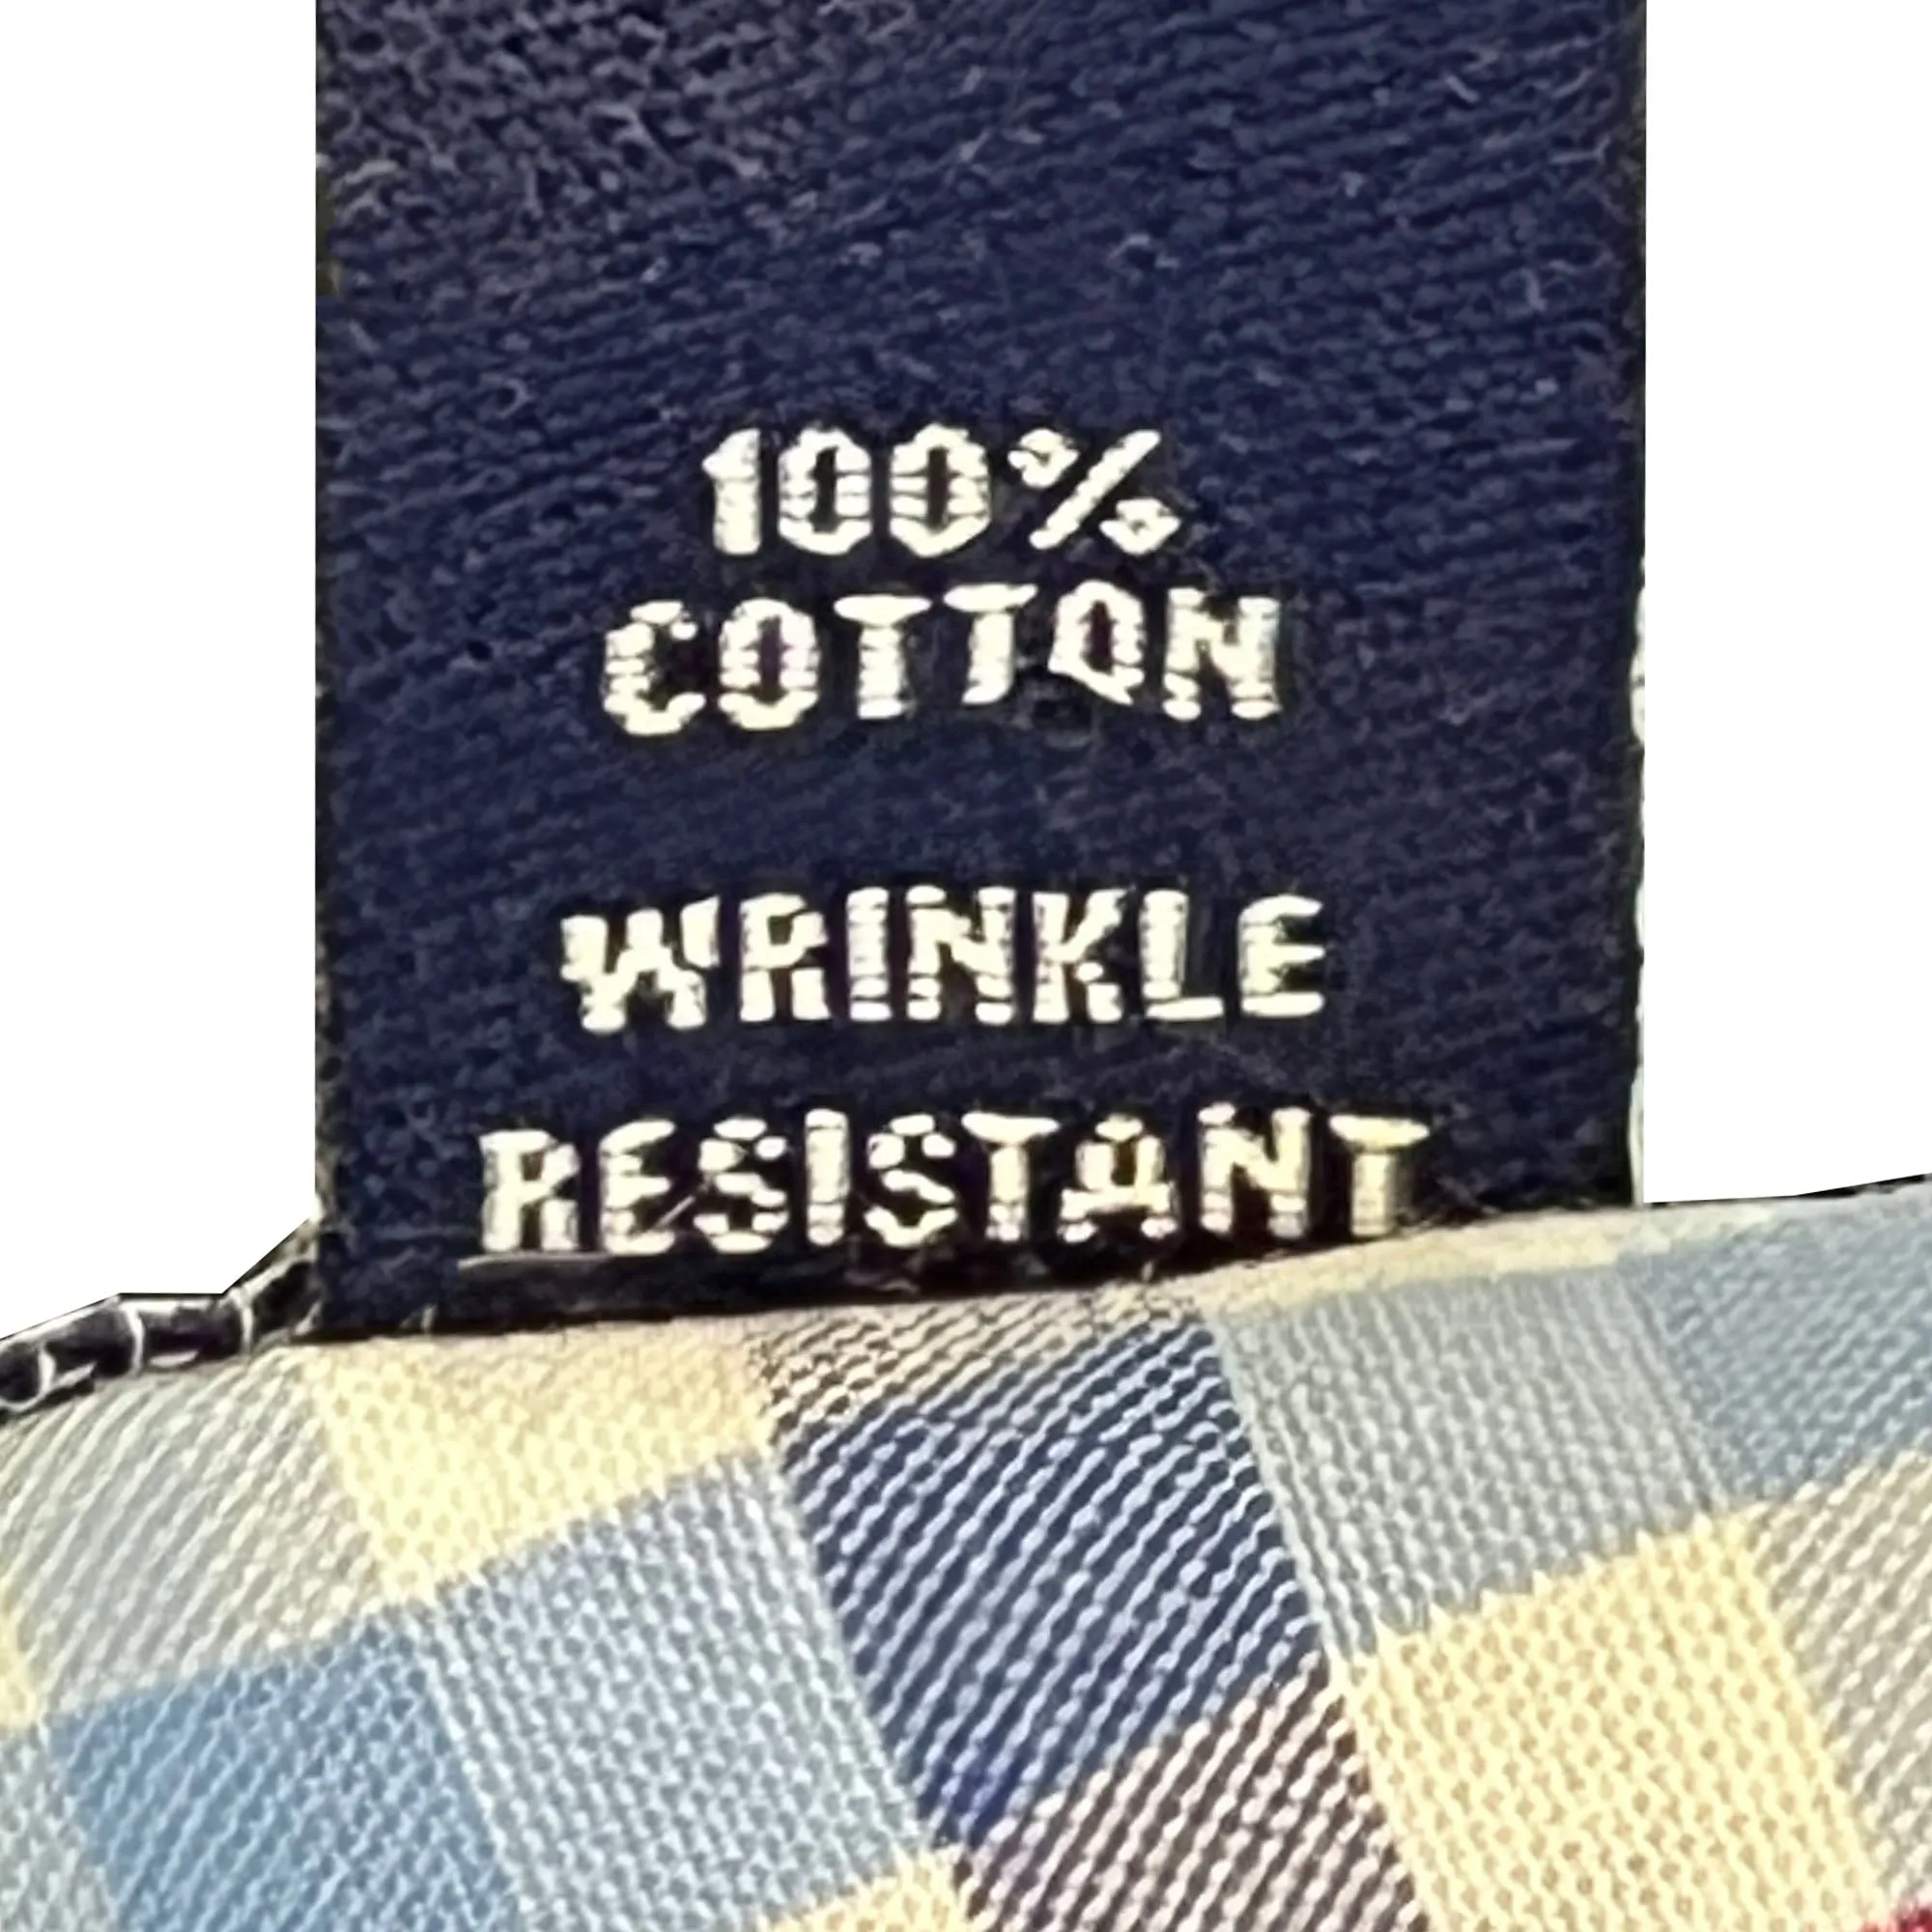 100%
COTTON
WRINKLE
RESISTANT